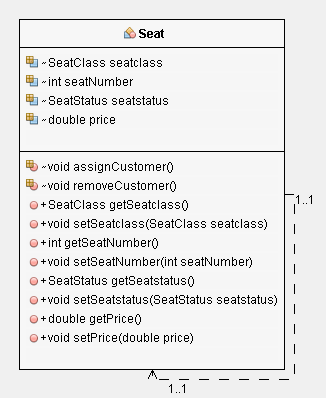 Seat
~SeatClass seatclass
~int seatNumber
~SeatStatus seatstatus
~double price
~void assignCustomer()
~void removeCustomer()
+SeatClass getSeatclass()
+void setSeatclass(SeatClass seatclass)
+int getSeatNumber()
+void setSeatNumber(int seatNumber)
+SeatStatus getSeatstatus()
+void setSeatstatus(SeatStatus seatstatus)
+double getPrice()
+void setPrice(double price)
1..1
1..1